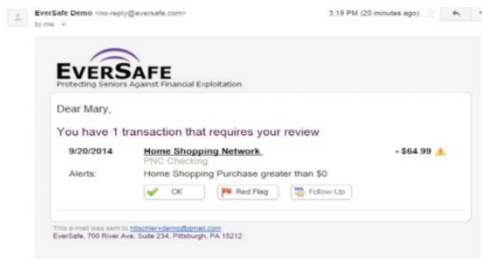 EverSafe Demo <no-reply@eversafe.com>
3:19 PM (20 minutes ago)
to me
EVERSAFE
Protecting Seniors Against Financial Exploitation
Dear Mary,
You have 1 transaction that requires your review
9/20/2014 Home Shopping Network - $64.99
PNC Checking
Alerts: Home Shopping Purchase greater than $0
OK Red Flag Follow Up
This e-mail was sent to
EverSafe, 700 River Ave, Suite 234, Pittsburgh, PA 15212